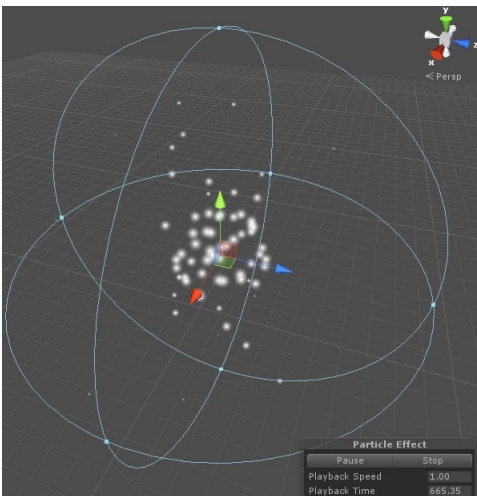 y
z
x
< Persp
Particle Effect
Pause Stop
Playback Speed 1.00
Playback Time 665.35